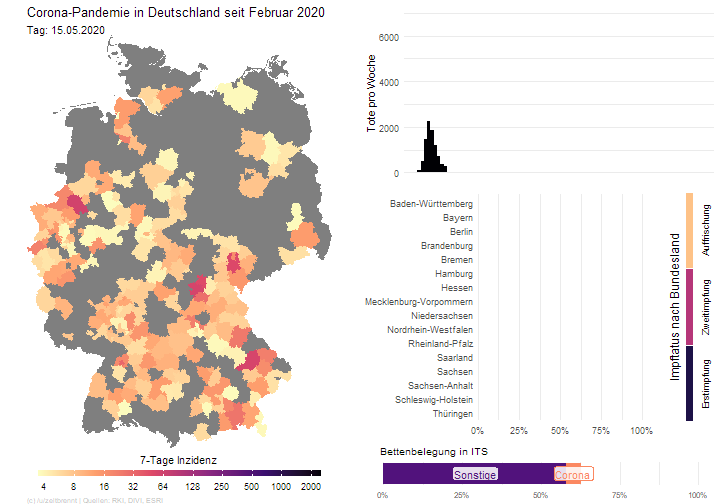 Corona-Pandemie in Deutschland seit Februar 2020
Tag: 15.05.2020
7-Tage Inzidenz
4 8 16 32 64 125 250 500 1000 2000
(c) /u/zeitbrennt | Quellen: RKI, DIVI, ESRI
Tote pro Woche
6000
4000
2000
0
Baden-Württemberg
Bayern
Berlin
Brandenburg
Bremen
Hamburg
Hessen
Mecklenburg-Vorpommern
Niedersachsen
Nordrhein-Westfalen
Rheinland-Pfalz
Saarland
Sachsen
Sachsen-Anhalt
Schleswig-Holstein
Thüringen
0% 25% 50% 75% 100%
Impfstatus nach Bundesland
Auffrischung
Zweitimpfung
Erstimpfung
Bettenbelegung in ITS
Sonstige
Corona
0% 25% 50% 75% 100%